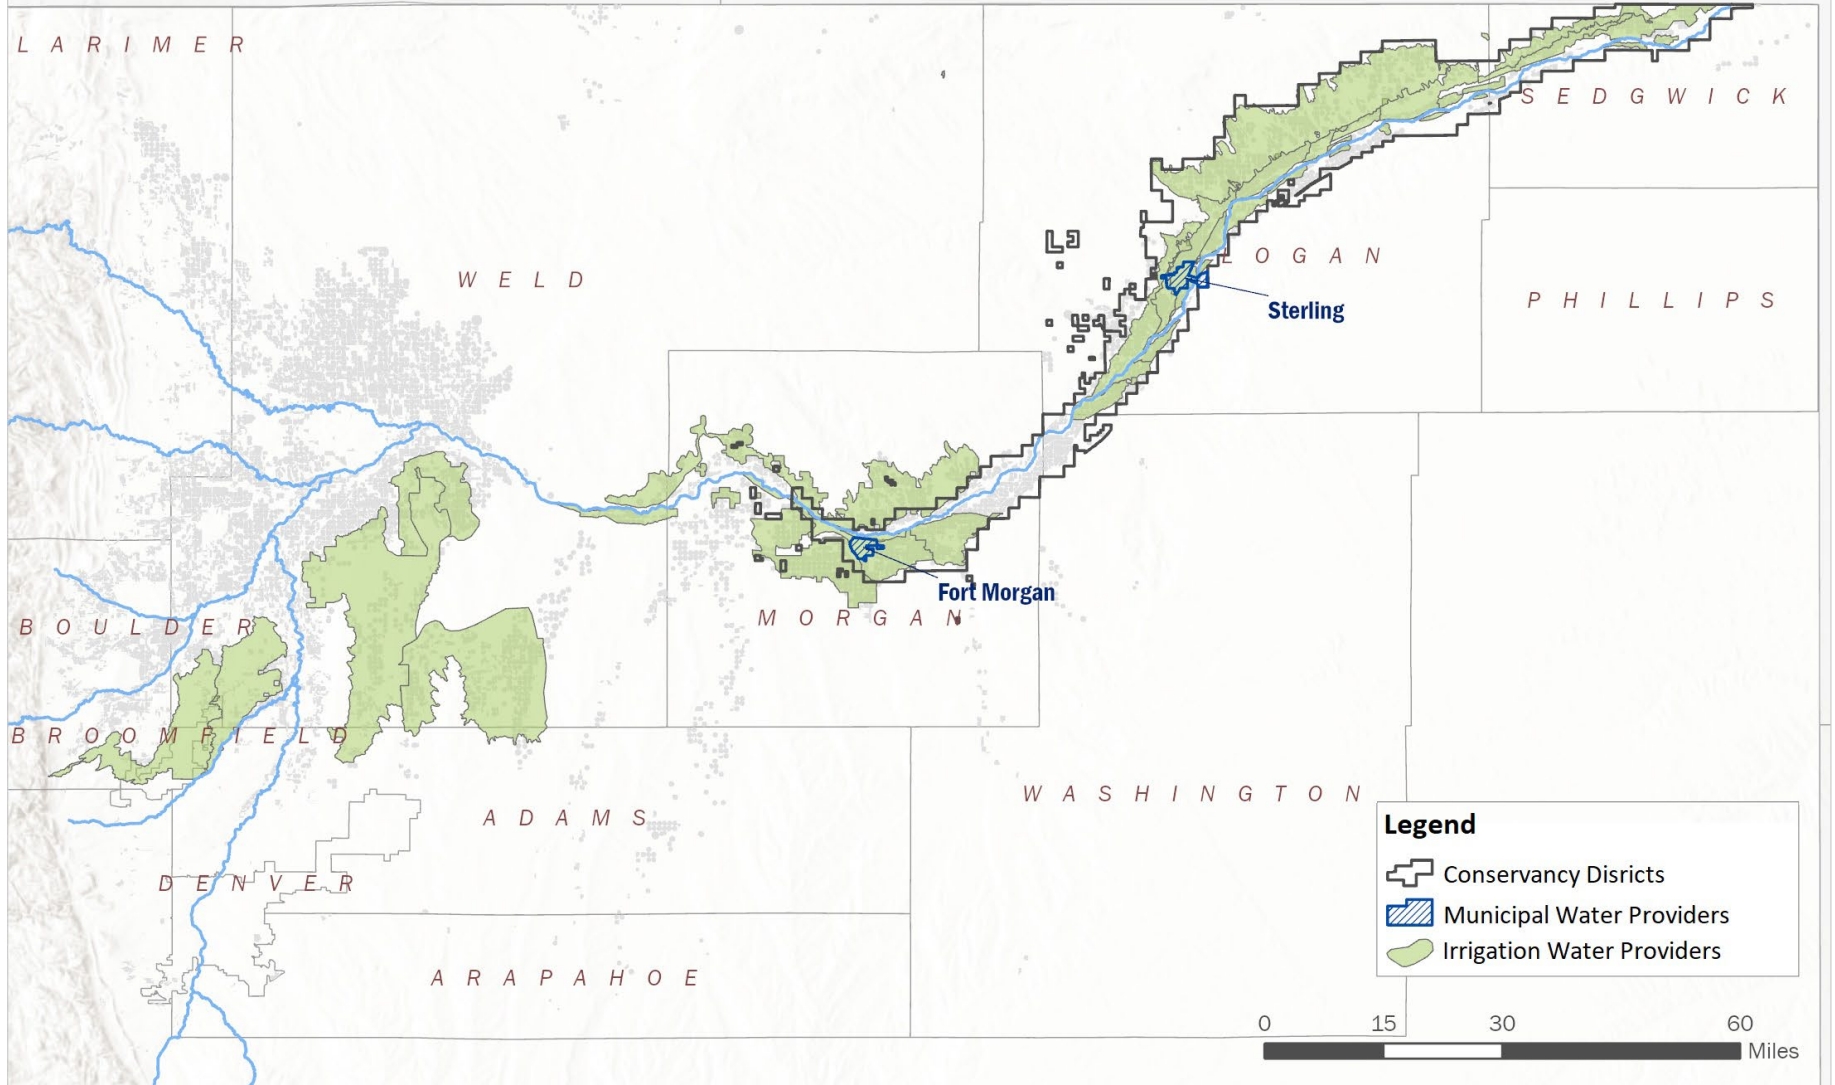 LARIMER
SEDGWICK
LOGAN
WELD
PHILLIPS
Sterling
Fort Morgan
MORGAN
BOULDER
BROOMFIELD
WASHINGTON
ADAMS
DENVER
ARAPAHOE
Legend
Conservancy Disricts
Municipal Water Providers
Irrigation Water Providers
0 15 30 60
Miles